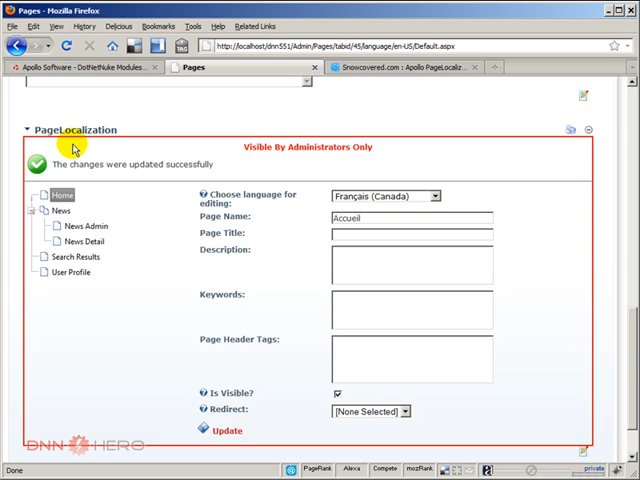 Pages - Mozilla Firefox
File Edit View History Delicious Bookmarks Tools Related Links
http://localhost/dnn551/Admin/Pages/tabid/45/language/en-US/Default.aspx
Apollo Software - DotNetNuke Modules... Pages Snowcovered.com : Apollo PageLocaliz...
PageLocalization
Visible By Administrators Only
The changes were updated successfully
Home
News
News Admin
News Detail
Search Results
User Profile
Choose language for
editing:
Français (Canada)
Page Name: Accueil
Page Title:
Description:
Keywords:
Page Header Tags:
Is Visible?
Redirect: [None Selected]
Update
DNN HERO
Done PageRank Alexa Compete mozRank private